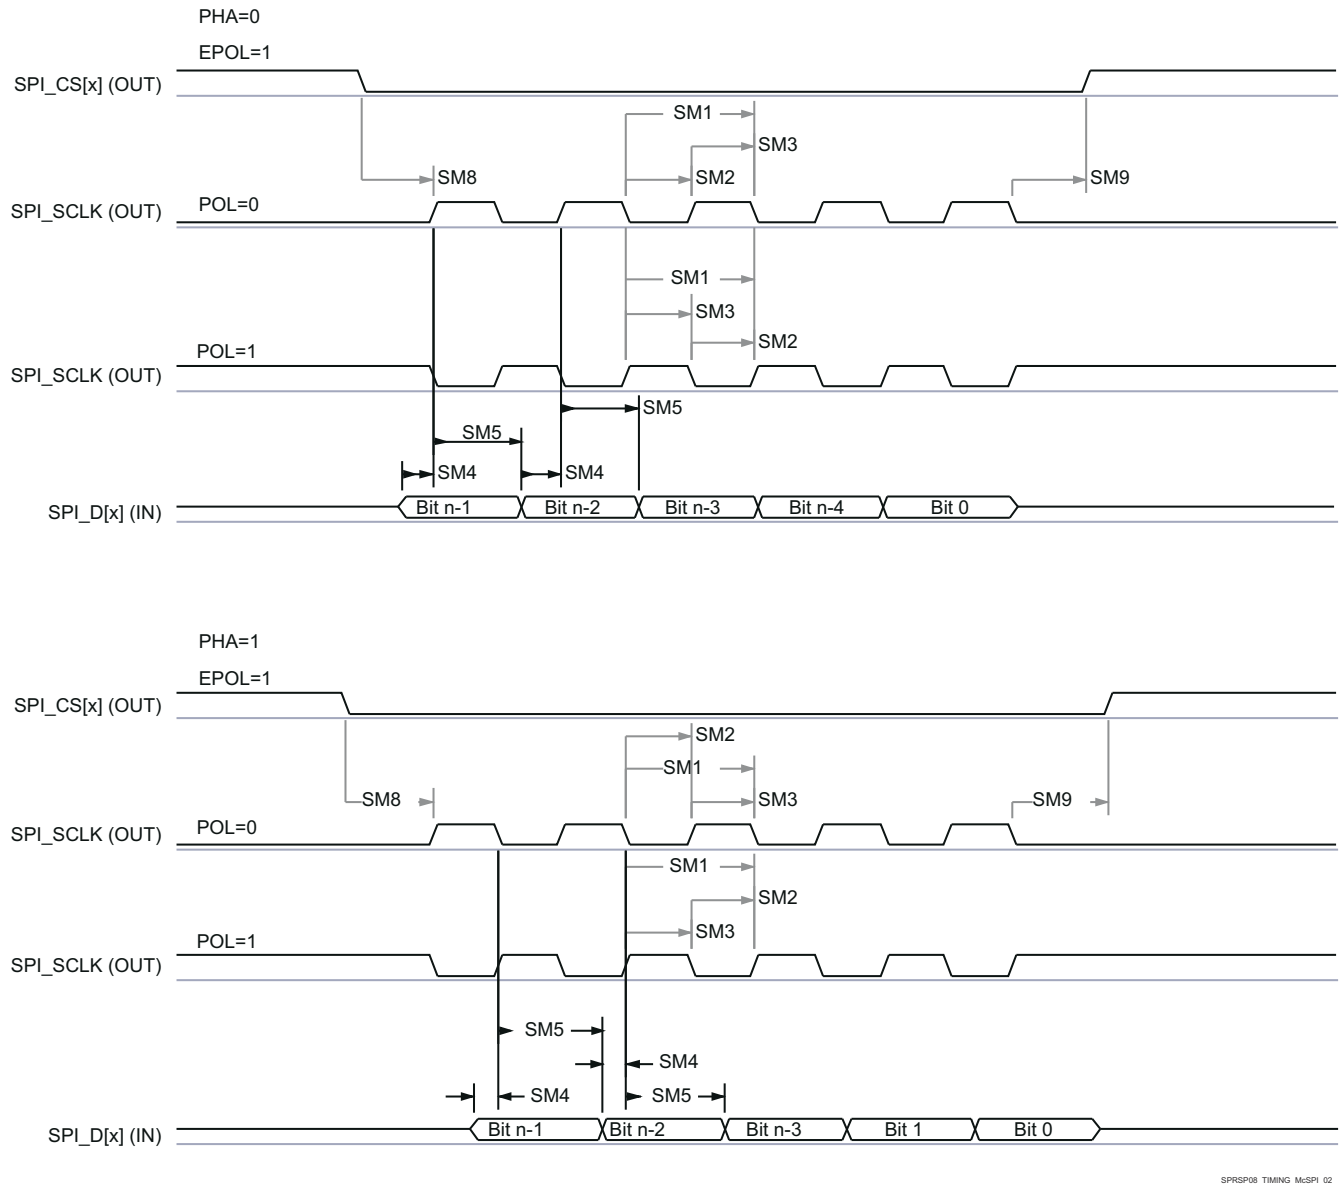 PHA=0
EPOL=1
SPI_CS[x] (OUT)
SM1
SM3
SM8
SM2
SM9
SPI_SCLK (OUT)
POL=0
SM1
SM3
SM2
POL=1
SPI_SCLK (OUT)
SM5
SM5
SM4
SM4
SPI_D[x] (IN)
Bit n-1
Bit n-2
Bit n-3
Bit n-4
Bit 0
PHA=1
EPOL=1
SPI_CS[x] (OUT)
SM2
SM1
SM8
SM3
SM9
SPI_SCLK (OUT)
POL=0
SM1
SM2
SM3
POL=1
SPI_SCLK (OUT)
SM5
SM4
SM4
SM5
SPI_D[x] (IN)
Bit n-1
Bit n-2
Bit n-3
Bit 1
Bit 0
SPRSP08_TIMING_McSPI_02